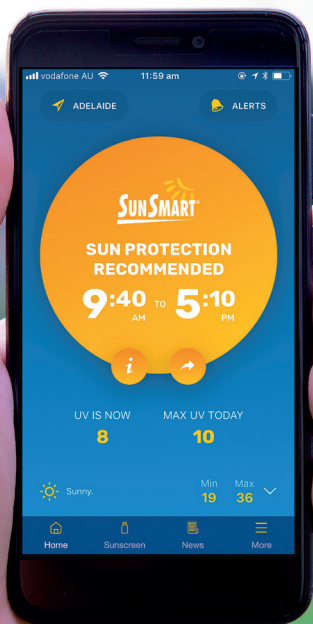 vodafone AU 11:59 am
ADELAIDE ALERTS
SUNSMART
SUN PROTECTION
RECOMMENDED
9:40 AM TO 5:10 PM
i
UV IS NOW MAX UV TODAY
8 10
Sunny. Min Max
19 36
Home Sunscreen News More